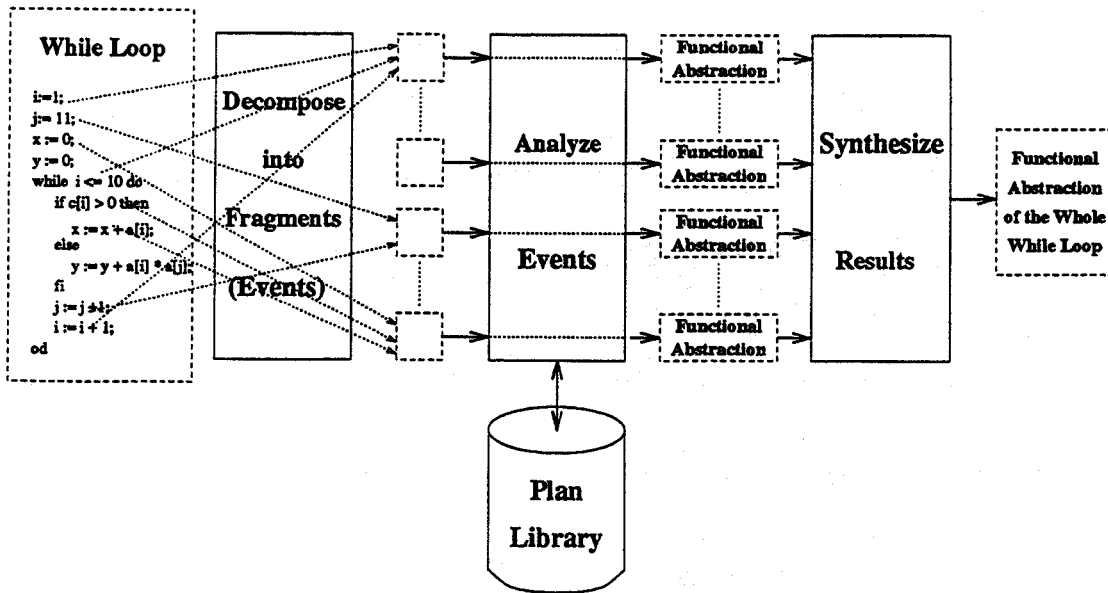 While Loop
i:=1;
j:= 11;
x := 0;
y := 0;
while i <= 10 do
if c[i] > 0 then
x := x + a[i];
else
y := y + a[i] * a[j];
fi
j := j +1;
i := i + 1;
od
Decompose
into
Fragments
(Events)
Analyze
Events
Functional
Abstraction
Functional
Abstraction
Functional
Abstraction
Functional
Abstraction
Synthesize
Results
Functional
Abstraction
of the Whole
While Loop
Plan
Library